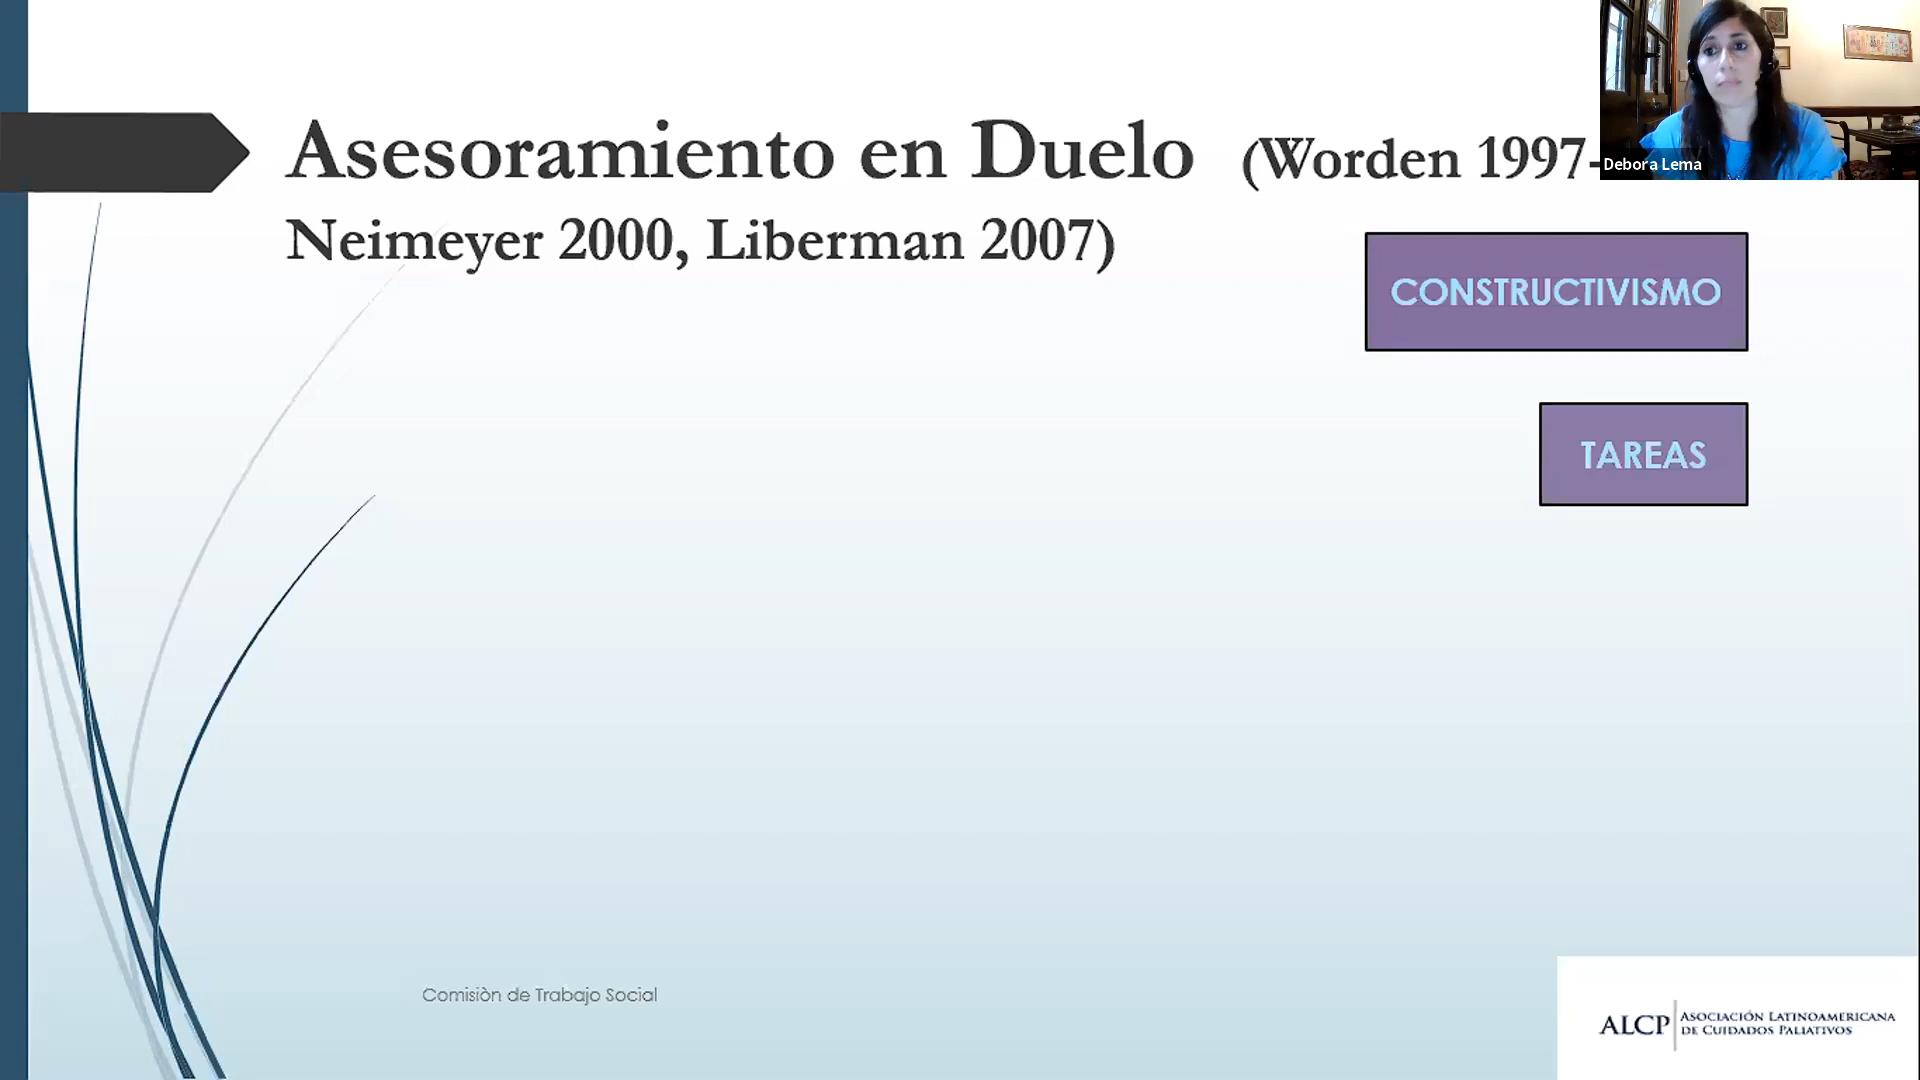 Asesoramiento en Duelo (Worden 1997-
Neimeyer 2000, Liberman 2007)
Debora Lema
CONSTRUCTIVISMO
TAREAS
Comisiòn de Trabajo Social
ALCP ASOCIACIÓN LATINOAMERICANA
DE CUIDADOS PALIATIVOS